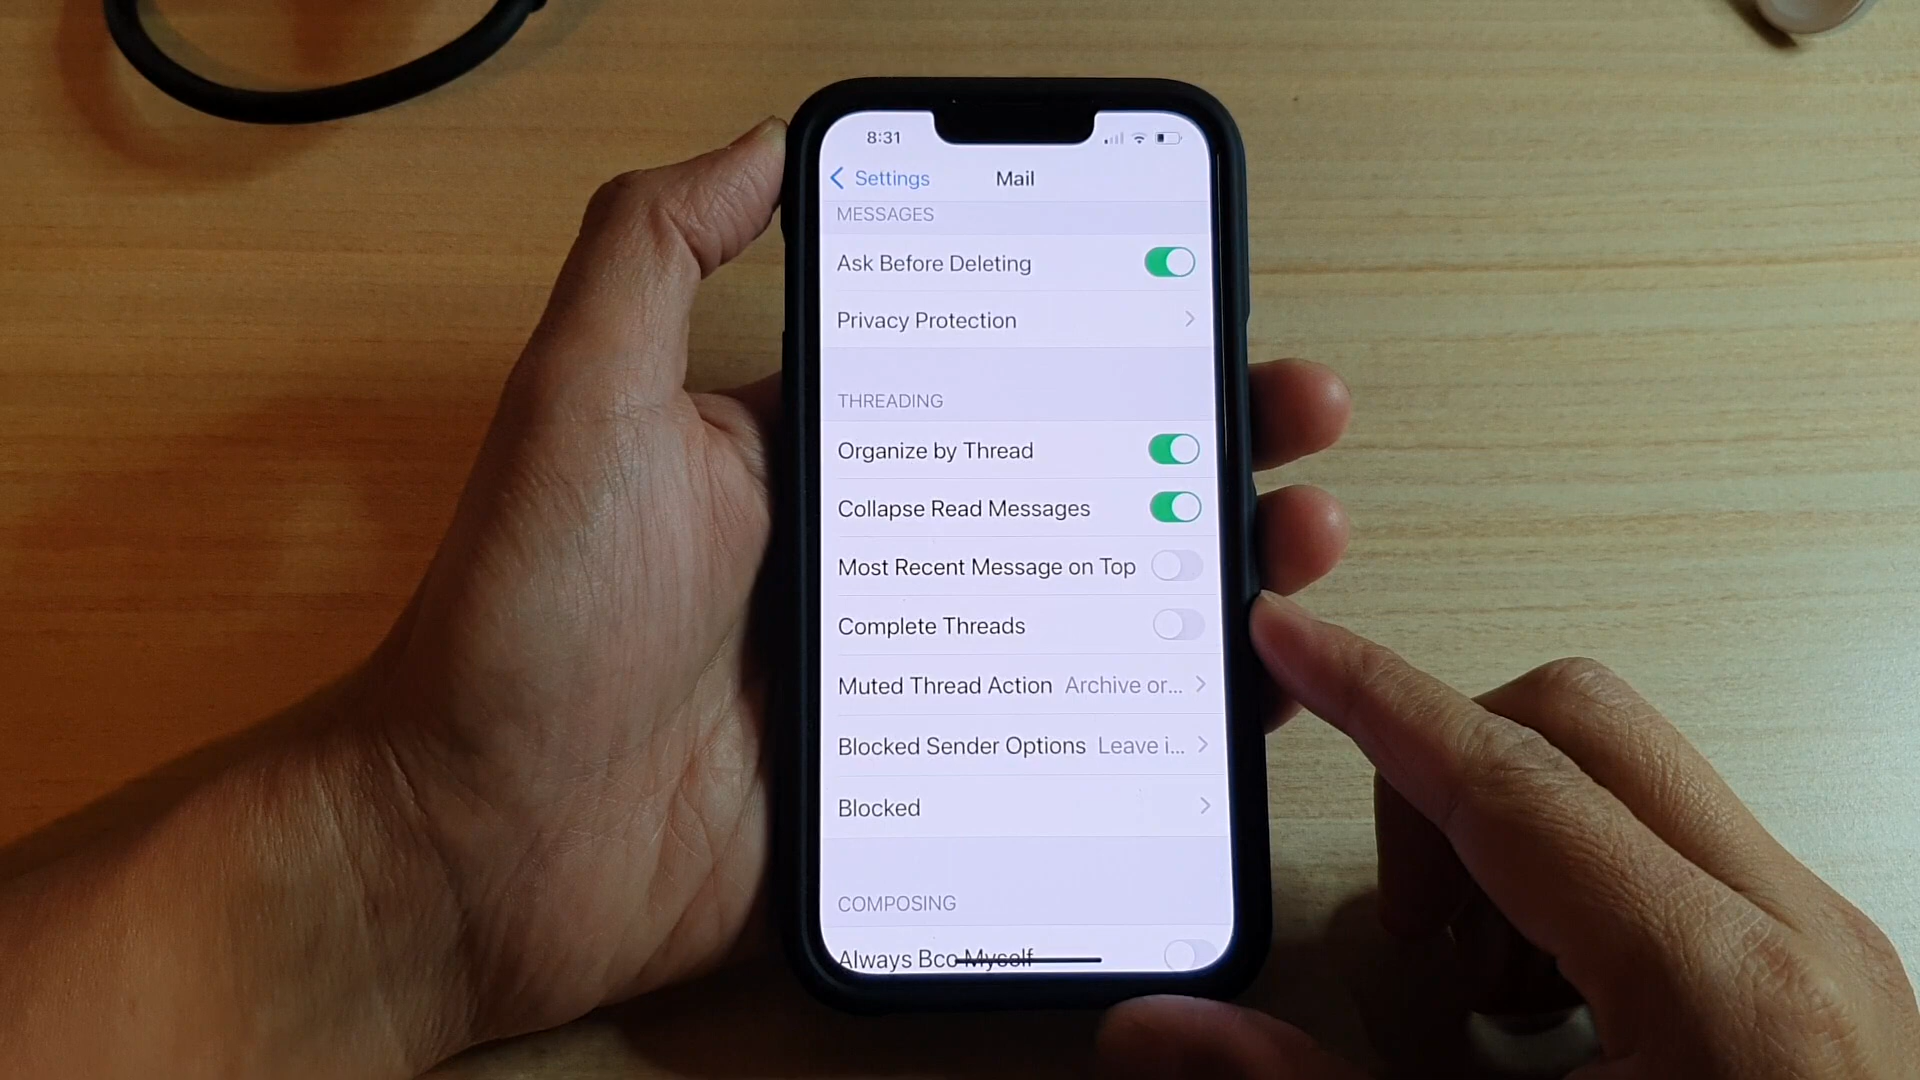 8:31
Settings Mail
MESSAGES
Ask Before Deleting
Privacy Protection
THREADING
Organize by Thread
Collapse Read Messages
Most Recent Message on Top
Complete Threads
Muted Thread Action Archive or...
Blocked Sender Options Leave i...
Blocked
COMPOSING
Always Bcc Myself